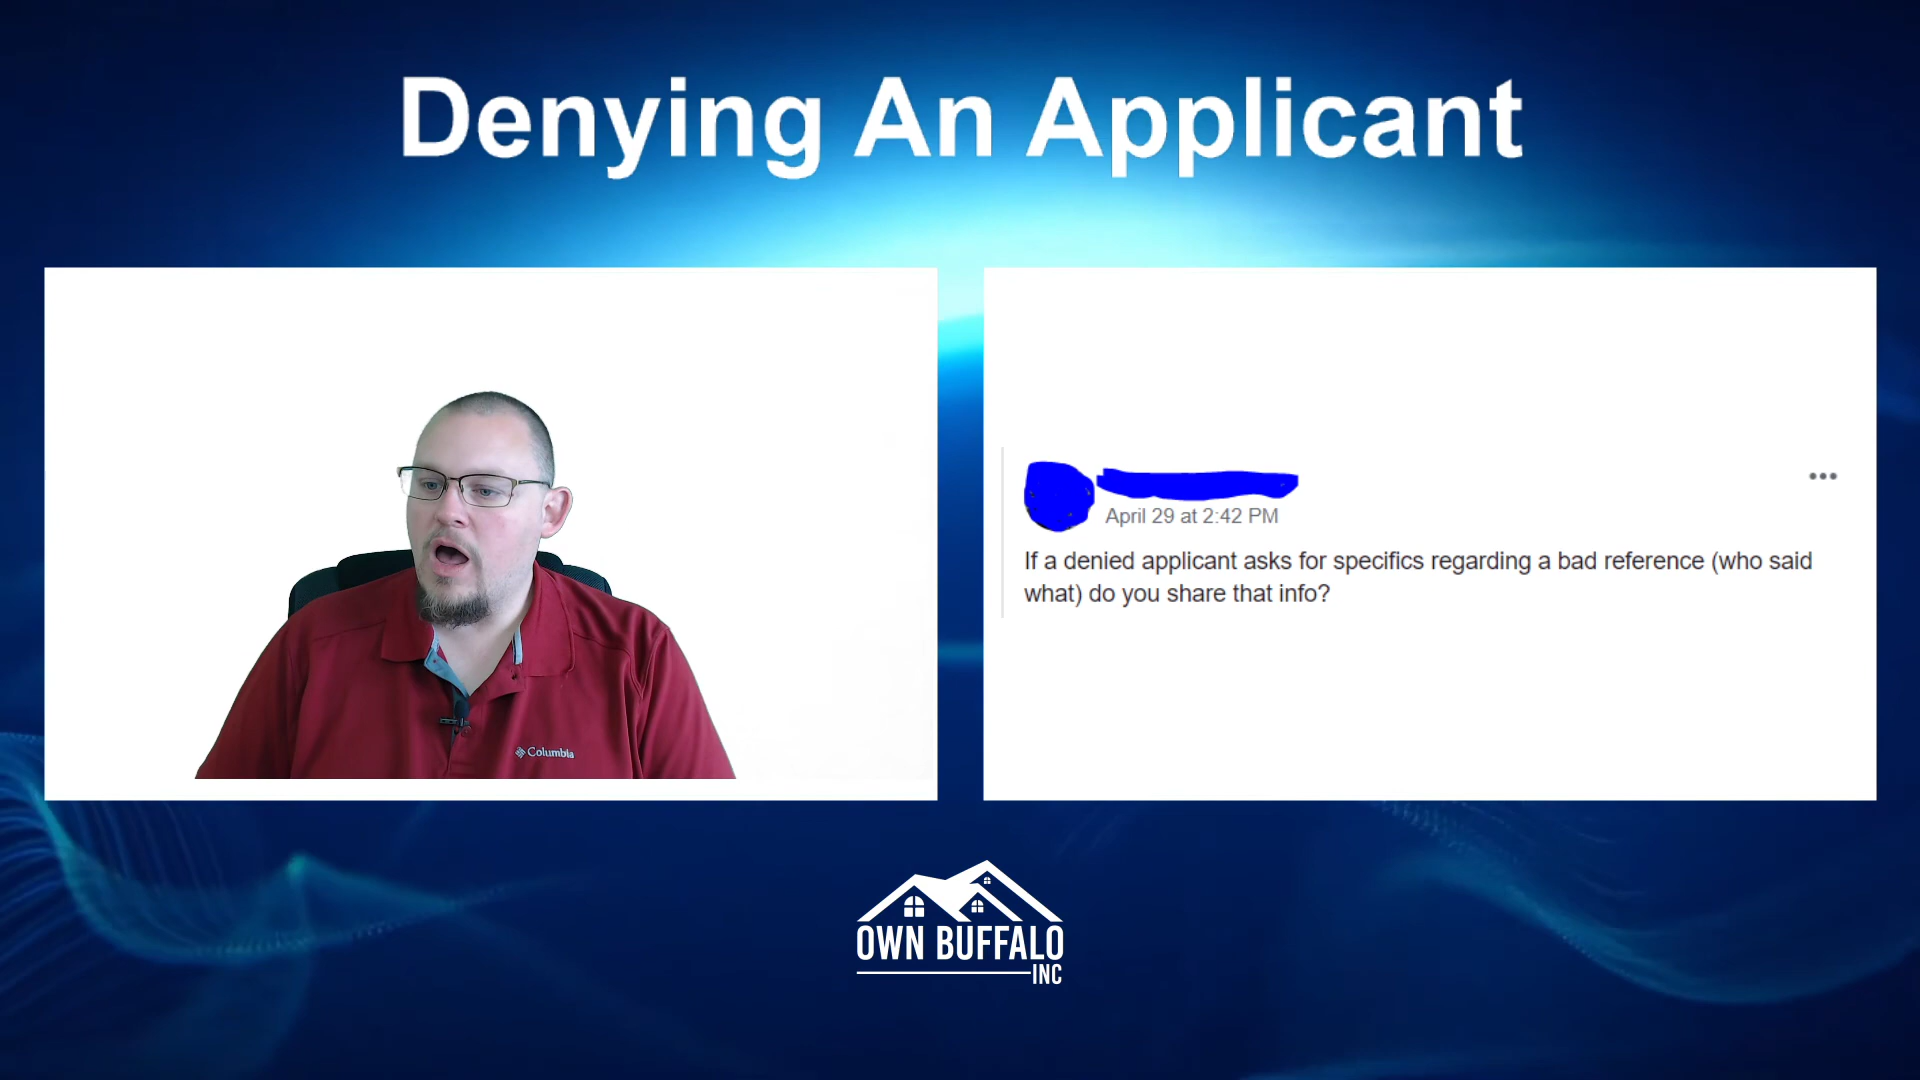 Denying An Applicant
April 29 at 2:42 PM
If a denied applicant asks for specifics regarding a bad reference (who said
what) do you share that info?
Columbia
OWN BUFFALO
INC